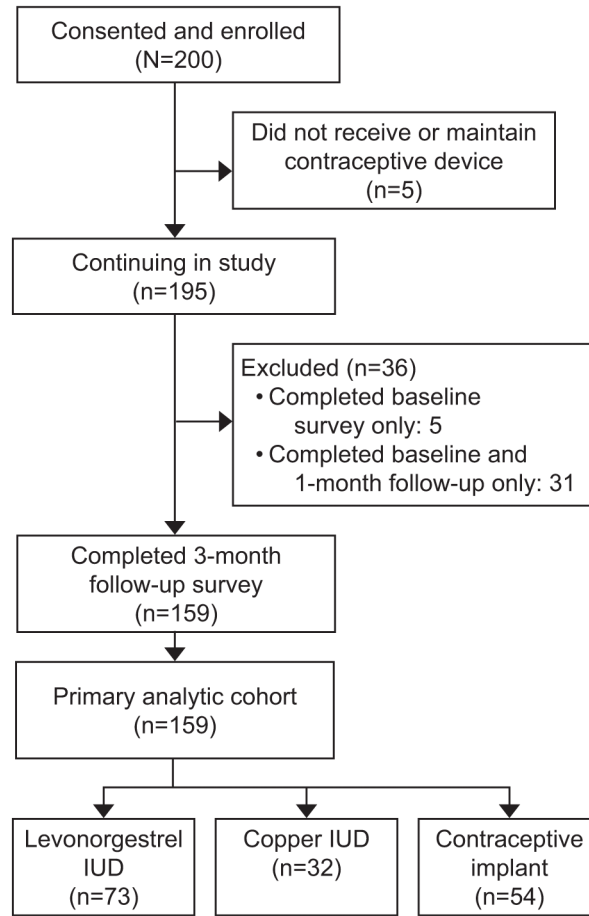 Consented and enrolled
(N=200)
Did not receive or maintain
contraceptive device
(n=5)
Continuing in study
(n=195)
Excluded (n=36)
• Completed baseline
survey only: 5
• Completed baseline and
1-month follow-up only: 31
Completed 3-month
follow-up survey
(n=159)
Primary analytic cohort
(n=159)
Levonorgestrel
IUD
(n=73)
Copper IUD
(n=32)
Contraceptive
implant
(n=54)